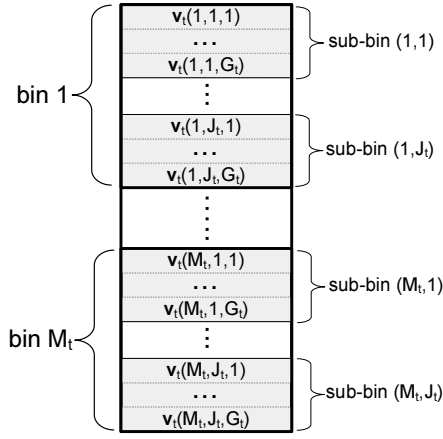 v_t(1,1,1)
...
v_t(1,1,G_t)
sub-bin (1,1)
bin 1
v_t(1,J_t,1)
...
v_t(1,J_t,G_t)
sub-bin (1,J_t)
v_t(M_t,1,1)
...
v_t(M_t,1,G_t)
sub-bin (M_t,1)
bin M_t
v_t(M_t,J_t,1)
...
v_t(M_t,J_t,G_t)
sub-bin (M_t,J_t)